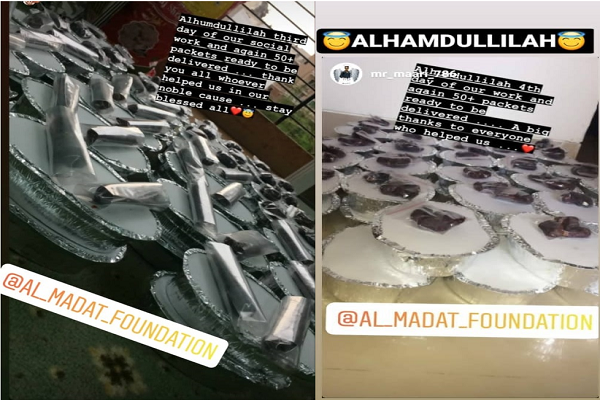 Alhumdullilah third
day of our social
work and again 50+
packets ready to be
delivered ... thank
you all whoever
helped us in our
noble cause ... stay
blessed all❤️😇
@AL_MADAT_FOUNDATION
😇ALHAMDULLILAH😇
mr_maan_786
Alhumdullilah 4th
day of our work and
again 50+ packets
ready to be
delivered .... A big
thanks to everyone
who helped us ...❤️
@AL_MADAT_FOUNDATION